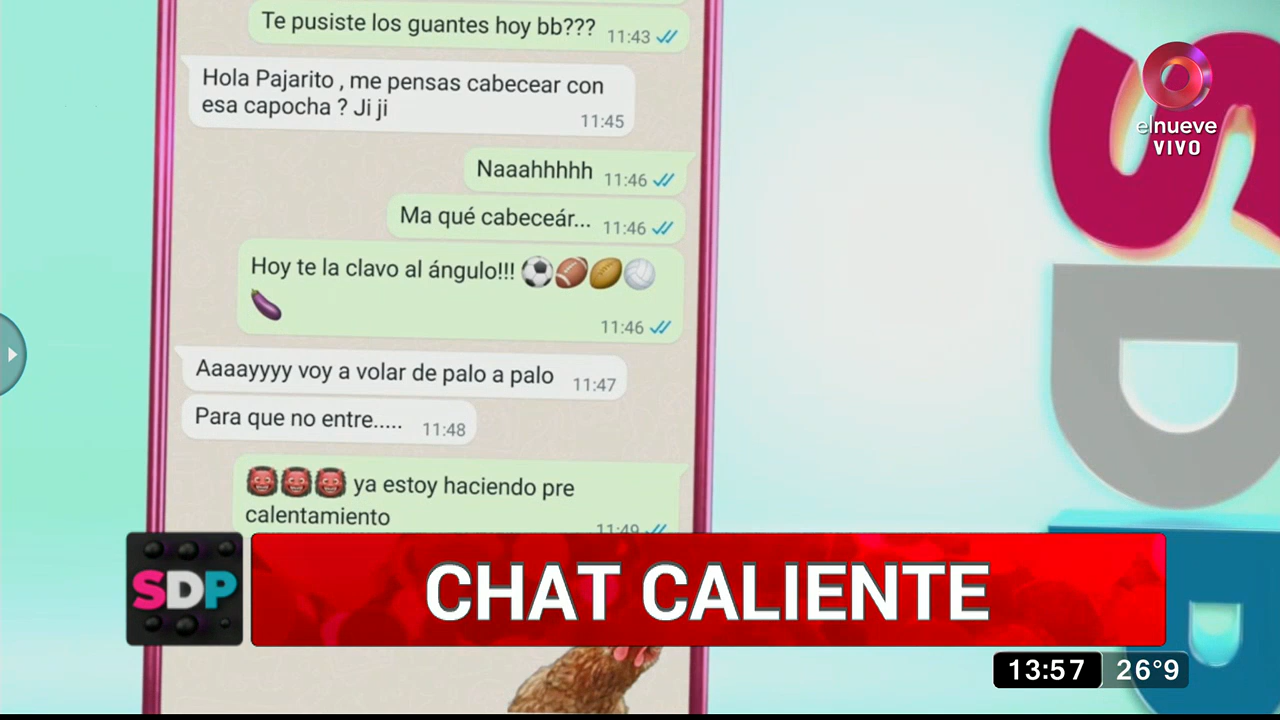 Te pusiste los guantes hoy bb??? 11:43
Hola Pajarito , me pensas cabecear con
esa capocha ? Ji ji
11:45
Naaahhhhh 11:46
Ma qué cabeceár... 11:46
Hoy te la clavo al ángulo!!! ⚽🏈🏉🏐
🍆
11:46
Aaaayyyy voy a volar de palo a palo 11:47
Para que no entre..... 11:48
👹👹👹 ya estoy haciendo pre
calentamiento
11:49
elnueve
VIVO
SDP
SDP
CHAT CALIENTE
13:57 26°9